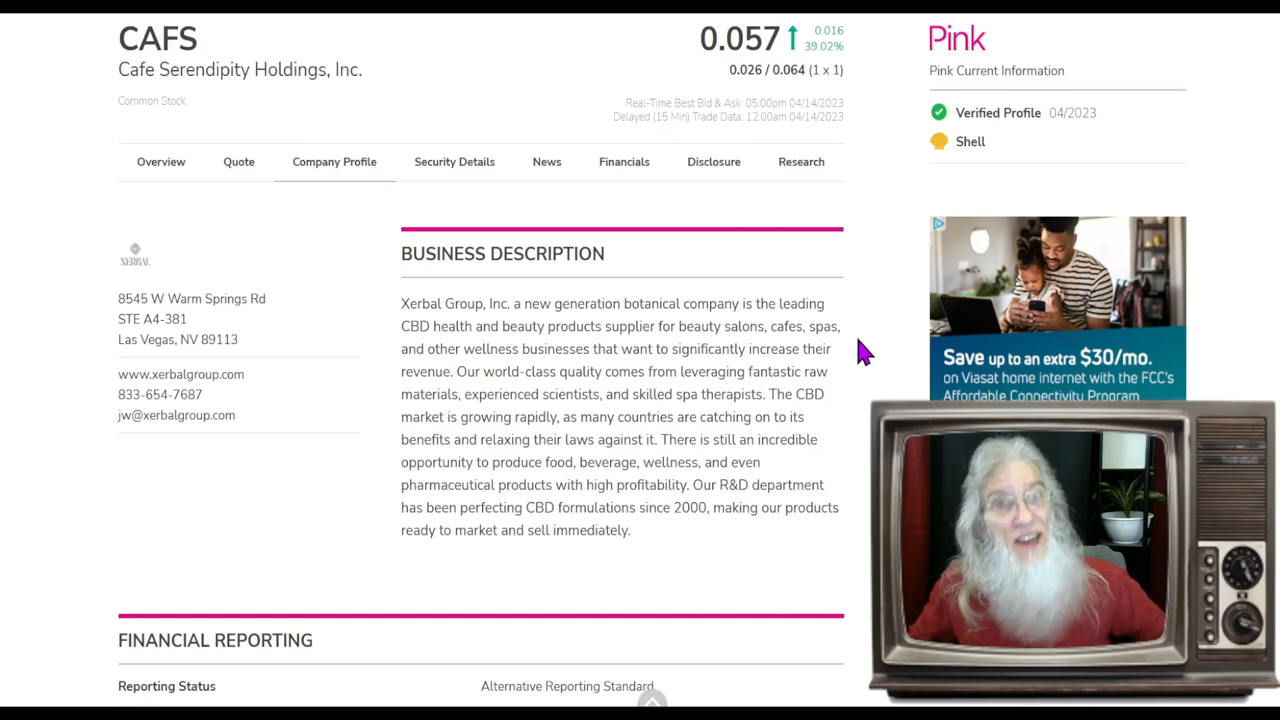 CAFS
Cafe Serendipity Holdings, Inc.
Common Stock
0.057
0.016
39.02%
0.026 / 0.064 (1 x 1)
Real-Time Best Bid & Ask: 05:00pm 04/14/2023
Delayed (15 Min) Trade Data: 12:00am 04/14/2023
Pink
Pink Current Information
Verified Profile 04/2023
Shell
Overview Quote Company Profile Security Details News Financials Disclosure Research
XERBAL
8545 W Warm Springs Rd
STE A4-381
Las Vegas, NV 89113
www.xerbalgroup.com
833-654-7687
jw@xerbalgroup.com
BUSINESS DESCRIPTION
Xerbal Group, Inc. a new generation botanical company is the leading
CBD health and beauty products supplier for beauty salons, cafes, spas,
and other wellness businesses that want to significantly increase their
revenue. Our world-class quality comes from leveraging fantastic raw
materials, experienced scientists, and skilled spa therapists. The CBD
market is growing rapidly, as many countries are catching on to its
benefits and relaxing their laws against it. There is still an incredible
opportunity to product food, beverage, wellness, and even
pharmaceutical products with high profitability. Our R&D department
has been perfecting CBD formulations since 2000, making our products
ready to market and sell immediately.
Save up to an extra $30/mo.
on Viasat home internet with the FCC's
Affordable Connectivity Program
FINANCIAL REPORTING
Reporting Status Alternative Reporting Standard